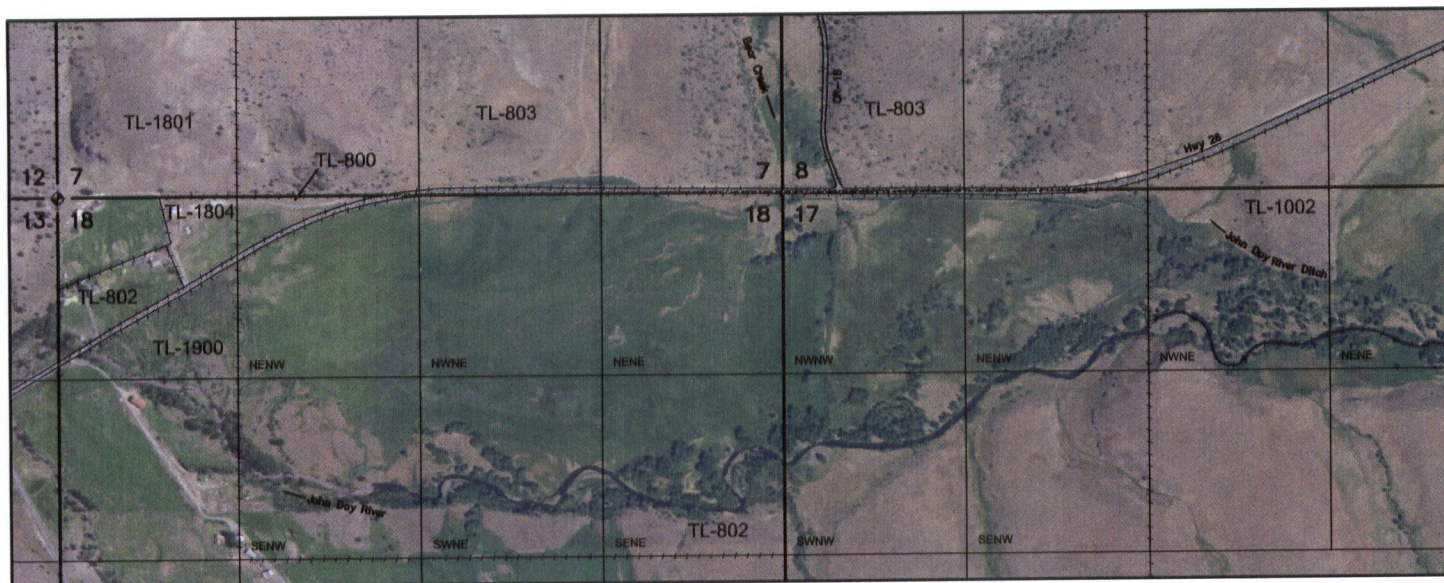 TL-1801
TL-803
Bear Creek
TL-803
TL-800
Hwy 26
12 7
7 8
13 18
18 17
TL-1804
TL-1002
John Day River Ditch
TL-802
TL-1900
NENW
NWNE
NENE
NWNW
NENW
NWNE
NENE
John Day River
TL-802
SENW
SWNE
SENE
SWNW
SENW